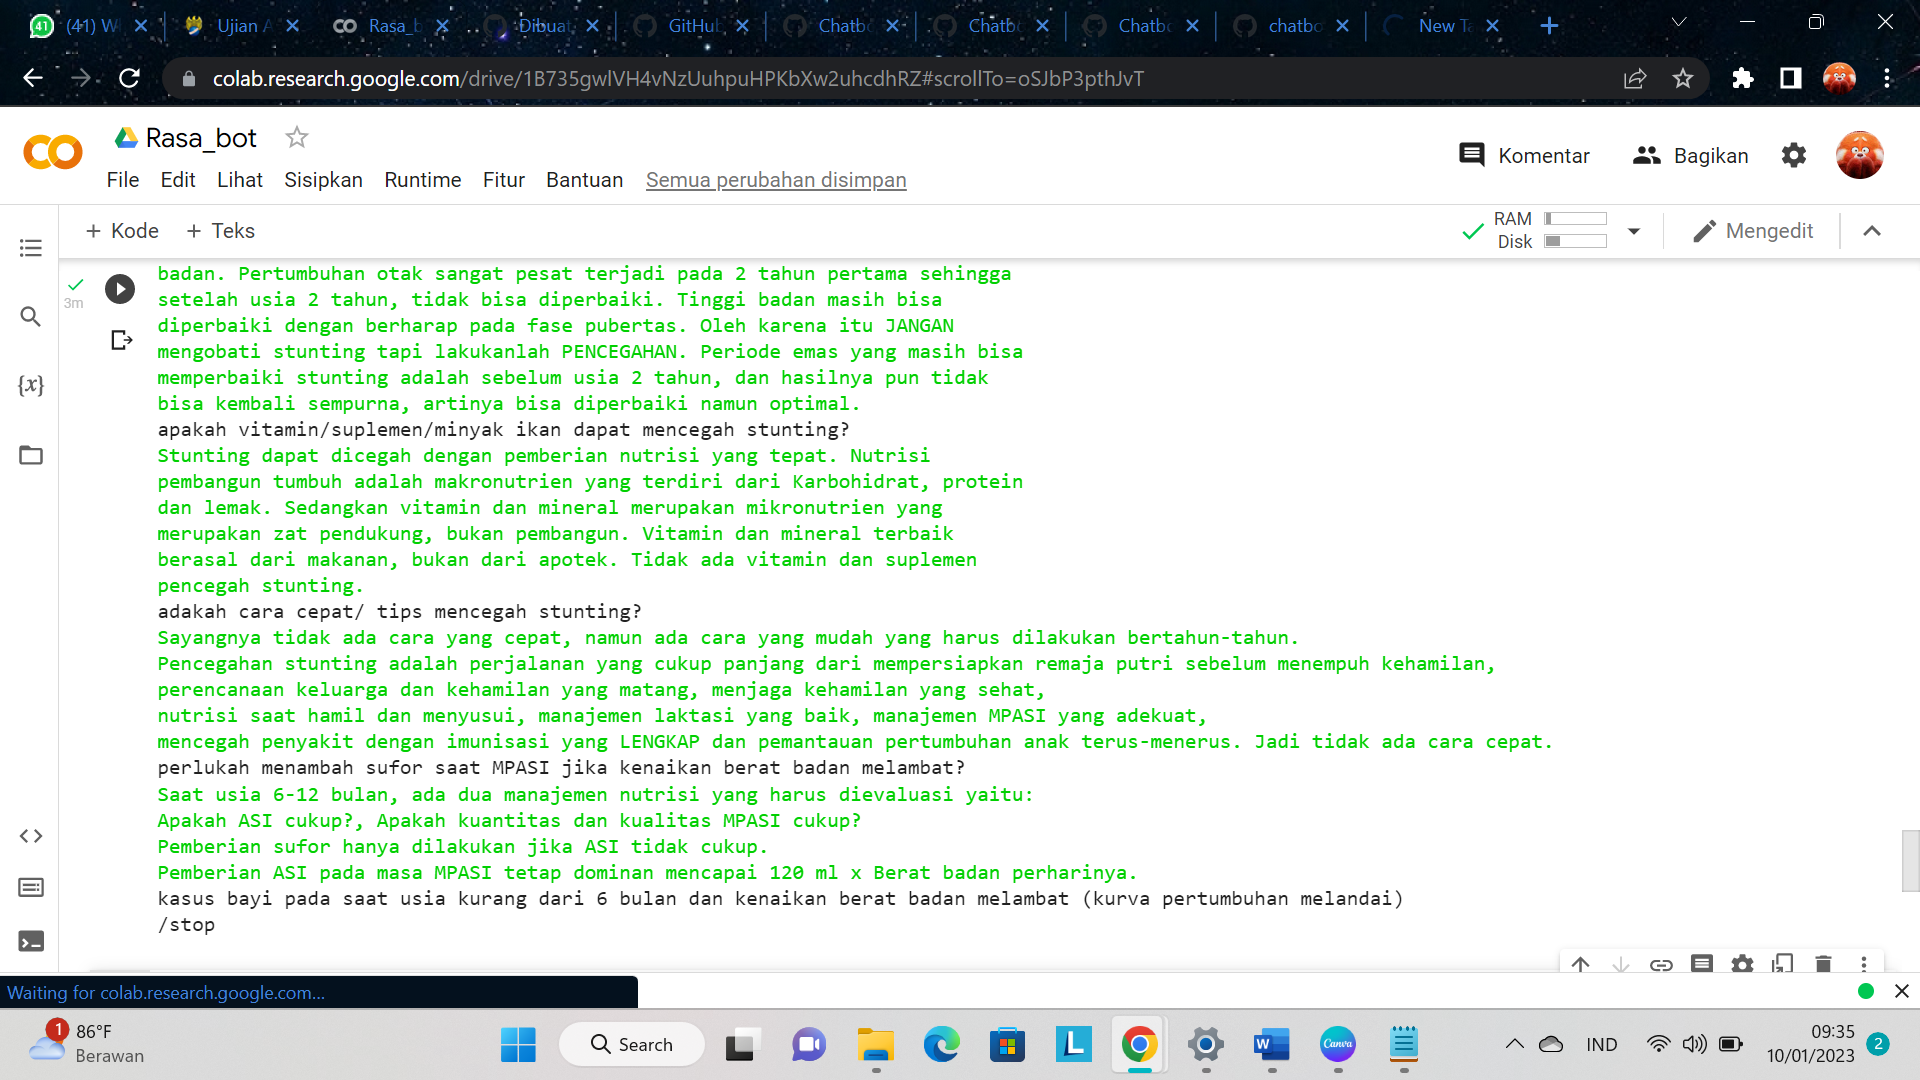 41 (41) W
Ujian A
Rasa_b
Dibuat
GitHub
Chatb
Chatb
Chatb
chatbo
New Ta
colab.research.google.com/drive/1B735gwlVH4vNzUuhpuHPKbXw2uhcdhRZ#scrollTo=oSJbP3pthJvT
Rasa_bot
Komentar
Bagikan
File Edit Lihat Sisipkan Runtime Fitur Bantuan Semua perubahan disimpan
+ Kode + Teks
RAM
Disk
Mengedit
3m
badan. Pertumbuhan otak sangat pesat terjadi pada 2 tahun pertama sehingga
setelah usia 2 tahun, tidak bisa diperbaiki. Tinggi badan masih bisa
diperbaiki dengan berharap pada fase pubertas. Oleh karena itu JANGAN
mengobati stunting tapi lakukanlah PENCEGAHAN. Periode emas yang masih bisa
memperbaiki stunting adalah sebelum usia 2 tahun, dan hasilnya pun tidak
bisa kembali sempurna, artinya bisa diperbaiki namun optimal.
apakah vitamin/suplemen/minyak ikan dapat mencegah stunting?
Stunting dapat dicegah dengan pemberian nutrisi yang tepat. Nutrisi
pembangun tumbuh adalah makronutrien yang terdiri dari Karbohidrat, protein
dan lemak. Sedangkan vitamin dan mineral merupakan mikronutrien yang
merupakan zat pendukung, bukan pembangun. Vitamin dan mineral terbaik
berasal dari makanan, bukan dari apotek. Tidak ada vitamin dan suplemen
pencegah stunting.
adakah cara cepat/ tips mencegah stunting?
Sayangnya tidak ada cara yang cepat, namun ada cara yang mudah yang harus dilakukan bertahun-tahun.
Pencegahan stunting adalah perjalanan yang cukup panjang dari mempersiapkan remaja putri sebelum menempuh kehamilan,
perencanaan keluarga dan kehamilan yang matang, menjaga kehamilan yang sehat,
nutrisi saat hamil dan menyusui, manajemen laktasi yang baik, manajemen MPASI yang adekuat,
mencegah penyakit dengan imunisasi yang LENGKAP dan pemantauan pertumbuhan anak terus-menerus. Jadi tidak ada cara cepat.
perlukah menambah sufor saat MPASI jika kenaikan berat badan melambat?
Saat usia 6-12 bulan, ada dua manajemen nutrisi yang harus dievaluasi yaitu:
Apakah ASI cukup?, Apakah kuantitas dan kualitas MPASI cukup?
Pemberian sufor hanya dilakukan jika ASI tidak cukup.
Pemberian ASI pada masa MPASI tetap dominan mencapai 120 ml x Berat badan perharinya.
kasus bayi pada saat usia kurang dari 6 bulan dan kenaikan berat badan melambat (kurva pertumbuhan melandai)
/stop
Waiting for colab.research.google.com...
1
86°F
Berawan
Search
L
W
Canva
IND
09:35
10/01/2023
2